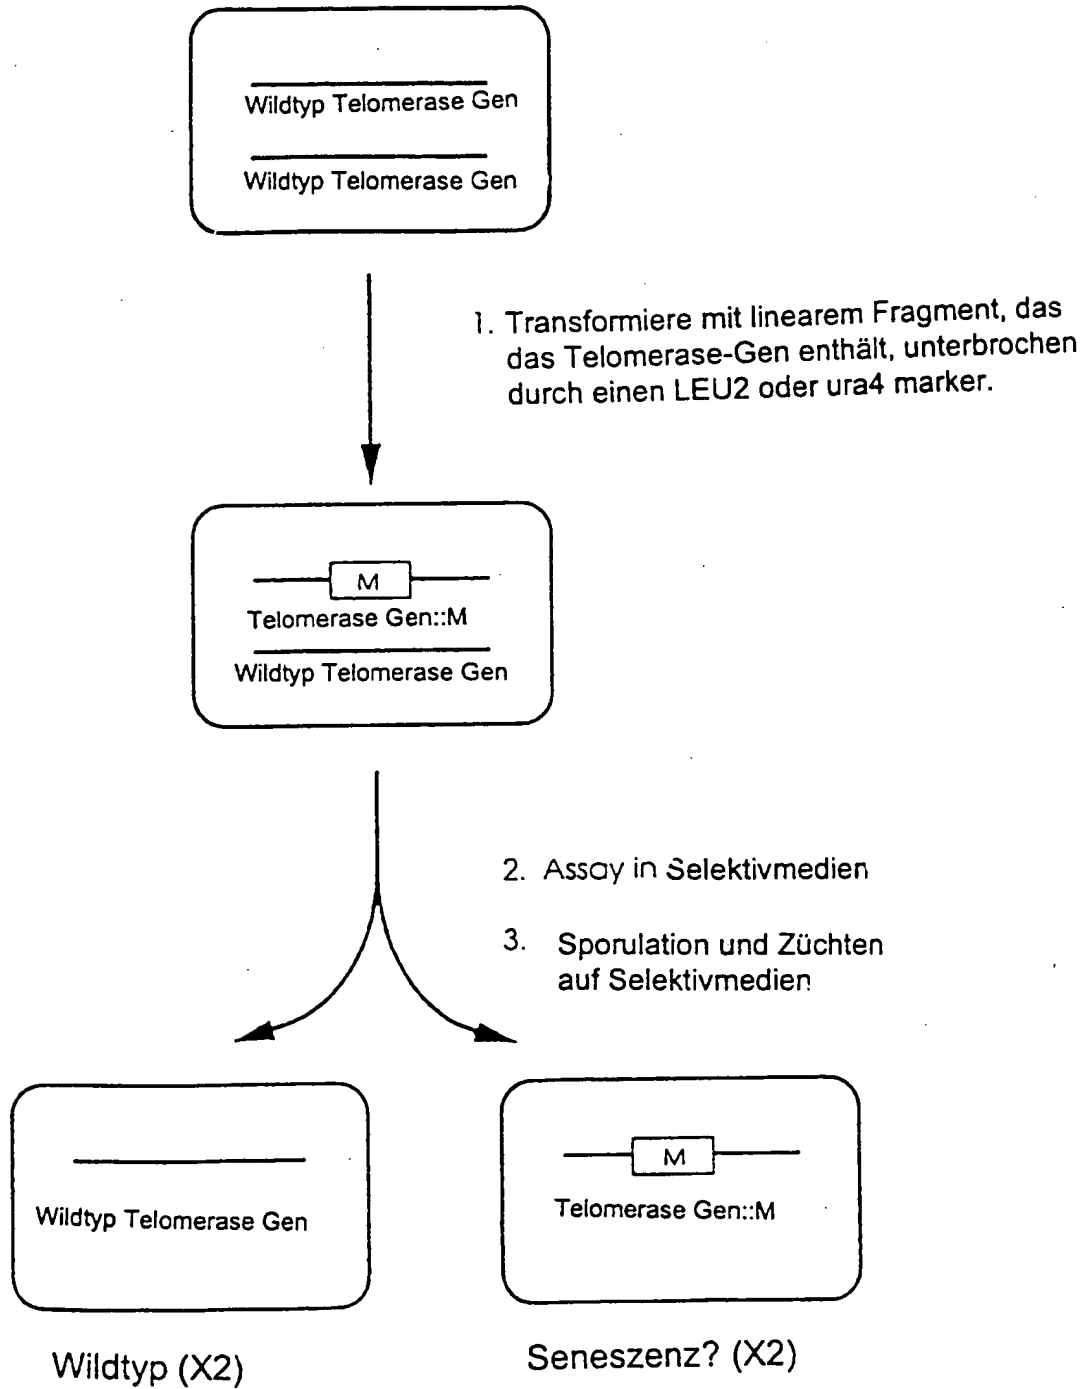 Wildtyp Telomerase Gen
Wildtyp Telomerase Gen
1. Transformiere mit linearem Fragment, das
das Telomerase-Gen enthält, unterbrochen
durch einen LEU2 oder ura4 marker.
M
Telomerase Gen::M
Wildtyp Telomerase Gen
2. Assay in Selektivmedien
3. Sporulation und Züchten
auf Selektivmedien
Wildtyp Telomerase Gen
M
Telomerase Gen::M
Wildtyp (X2)
Seneszenz? (X2)